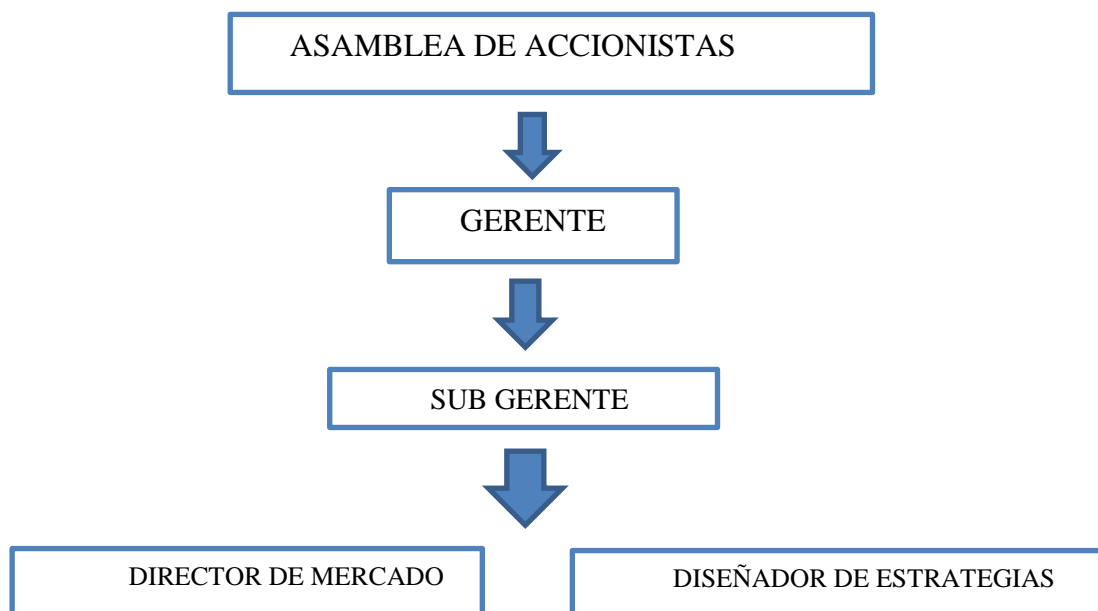 ASAMBLEA DE ACCIONISTAS
GERENTE
SUB GERENTE
DIRECTOR DE MERCADO
DISEÑADOR DE ESTRATEGIAS